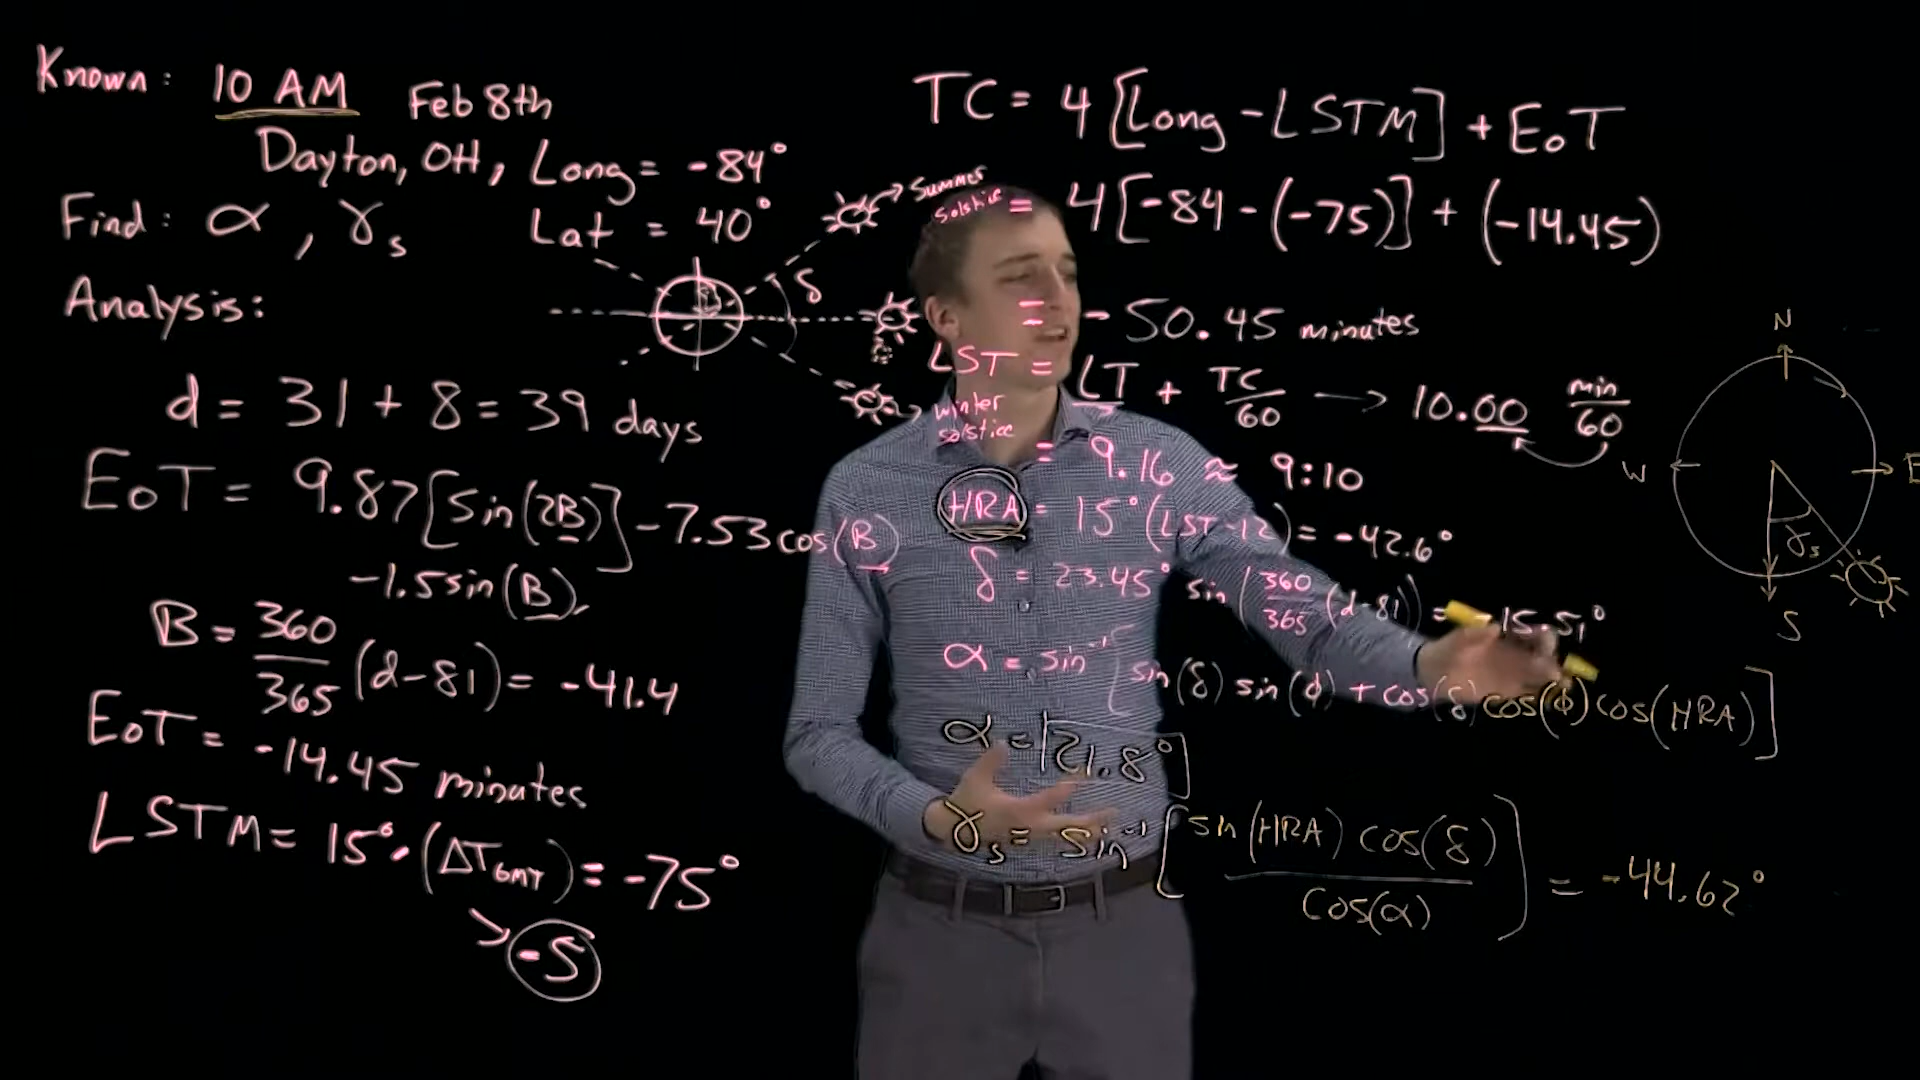 Known: 10 AM Feb 8th
Dayton, OH, Long = -84°
Lat = 40°
Find: α, γs
Analysis:
Summer
solstice
δ
winter
solstice
d = 31 + 8 = 39 days
EoT = 9.87[sin(2B)] - 7.53 cos(B)
-1.5 sin(B),
B = 360/365 (d-81) = -41.4
EoT = -14.45 minutes
LSTM = 15° · (ΔT GMT) = -75°
-5
TC = 4 [Long - LSTM] + EoT
= 4[-84 - (-75)] + (-14.45)
= -50.45 minutes
LST = LT + TC/60 → 10.00 min/60
= 9.16 ≈ 9:10
HRA = 15° (LST-12) = -42.6°
δ = 23.45° sin(360/365 (d-81) = -15.51°
α = sin⁻¹[sin(δ) sin(ϕ) + cos(δ) cos(ϕ) cos(HRA)]
α = 21.8°
γs = sin⁻¹[sin(HRA) cos(δ)/cos(α)] = -44.62°
N
W
E
γs
S